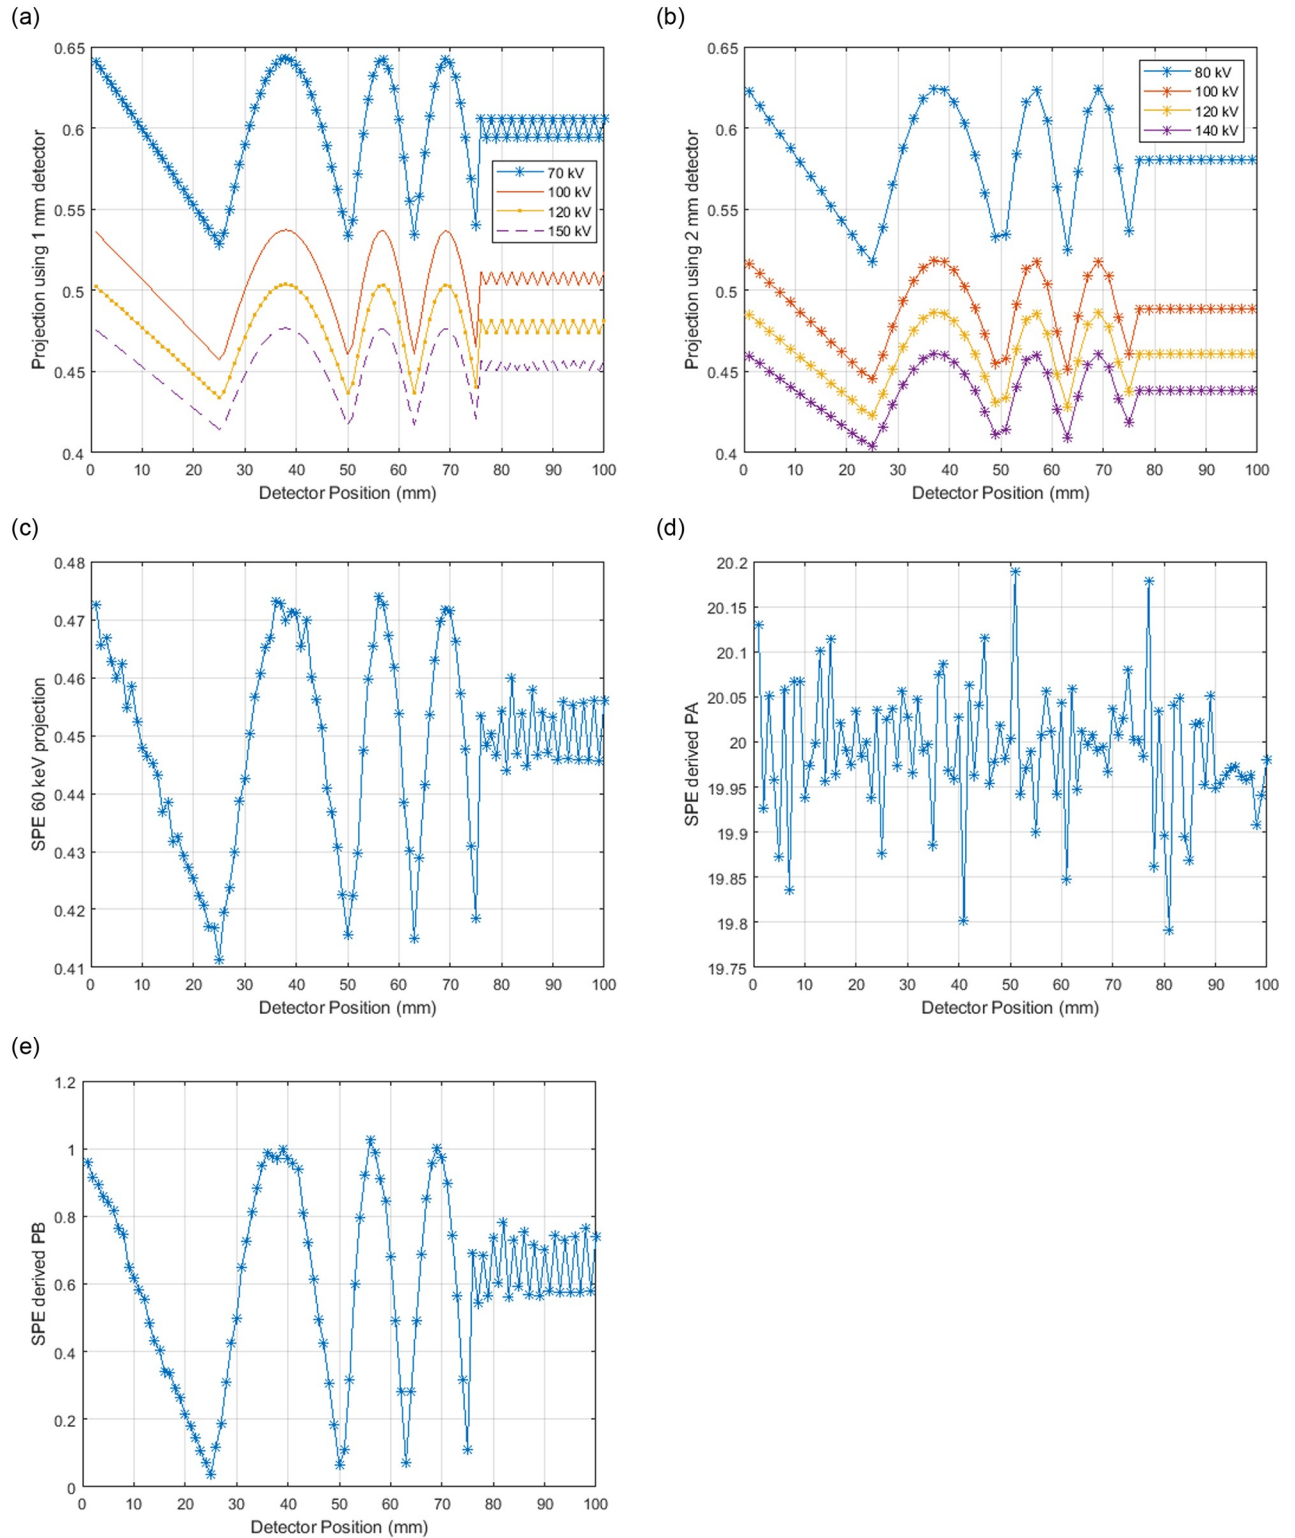 (a)
0.65
0.6
0.55
0.5
0.45
0.4
Projection using 1 mm detector
70 kV
100 kV
120 kV
150 kV
0 10 20 30 40 50 60 70 80 90 100
Detector Position (mm)
(b)
0.65
0.6
0.55
0.5
0.45
0.4
Projection using 2 mm detector
80 kV
100 kV
120 kV
140 kV
0 10 20 30 40 50 60 70 80 90 100
Detector Position (mm)
(c)
0.48
0.47
0.46
0.45
0.44
0.43
0.42
0.41
SPE 60 keV projection
0 10 20 30 40 50 60 70 80 90 100
Detector Position (mm)
(d)
20.2
20.15
20.1
20.05
20
19.95
19.9
19.85
19.8
19.75
SPE derived PA
0 10 20 30 40 50 60 70 80 90 100
Detector Position (mm)
(e)
1.2
1
0.8
0.6
0.4
0.2
0
SPE derived PB
0 10 20 30 40 50 60 70 80 90 100
Detector Position (mm)